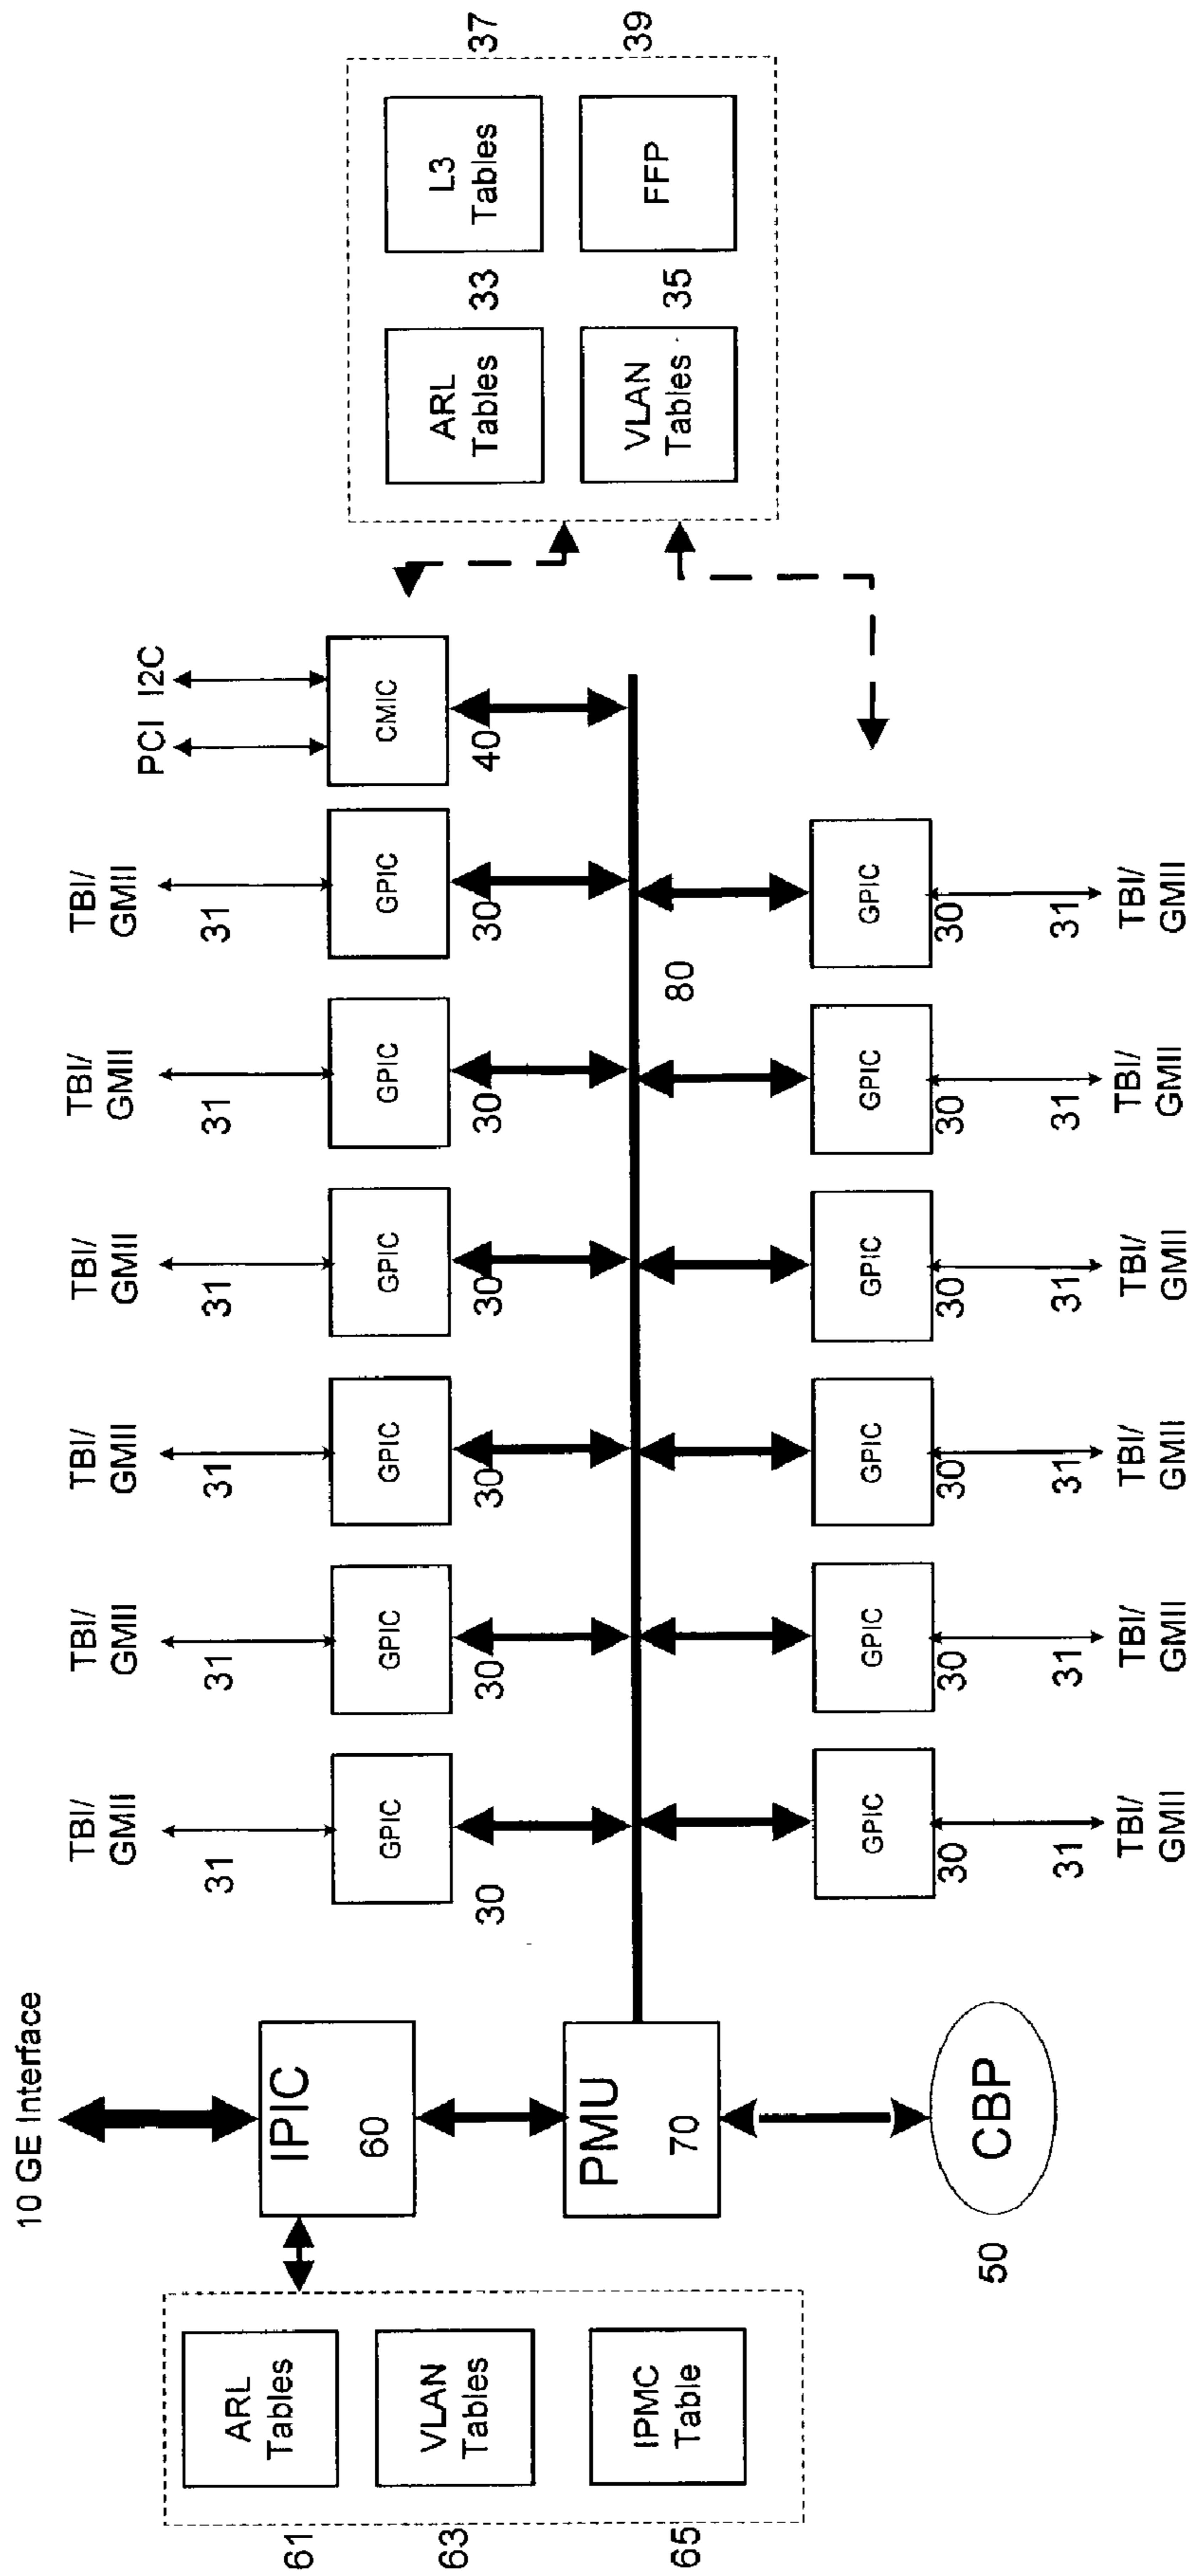 10 GE Interface
TBI/
GMII
TBI/
GMII
TBI/
GMII
TBI/
GMII
TBI/
GMII
TBI/
GMII
PCI I2C
31
31
31
31
31
31
61
ARL
Tables
63
VLAN
Tables
65
IPMC
Table
IPIC
60
GPIC
GPIC
GPIC
GPIC
GPIC
GPIC
CMIC
30
30
30
30
30
30
40
ARL
Tables
33
L3
Tables
37
VLAN
Tables
35
FFP
39
PMU
70
80
GPIC
GPIC
GPIC
GPIC
GPIC
GPIC
30
30
30
30
30
30
50
CBP
31
31
31
31
31
31
TBI/
GMII
TBI/
GMII
TBI/
GMII
TBI/
GMII
TBI/
GMII
TBI/
GMII